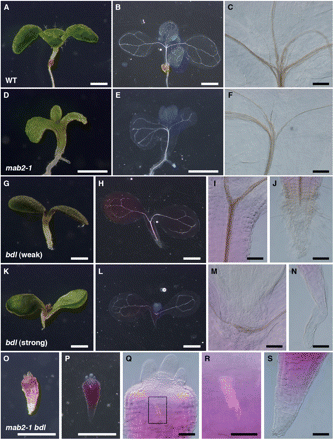 A
B
C
WT
D
E
F
mab2-1
G
H
I
J
bdl (weak)
K
L
M
N
bdl (strong)
O
P
Q
R
S
mab2-1 bdl